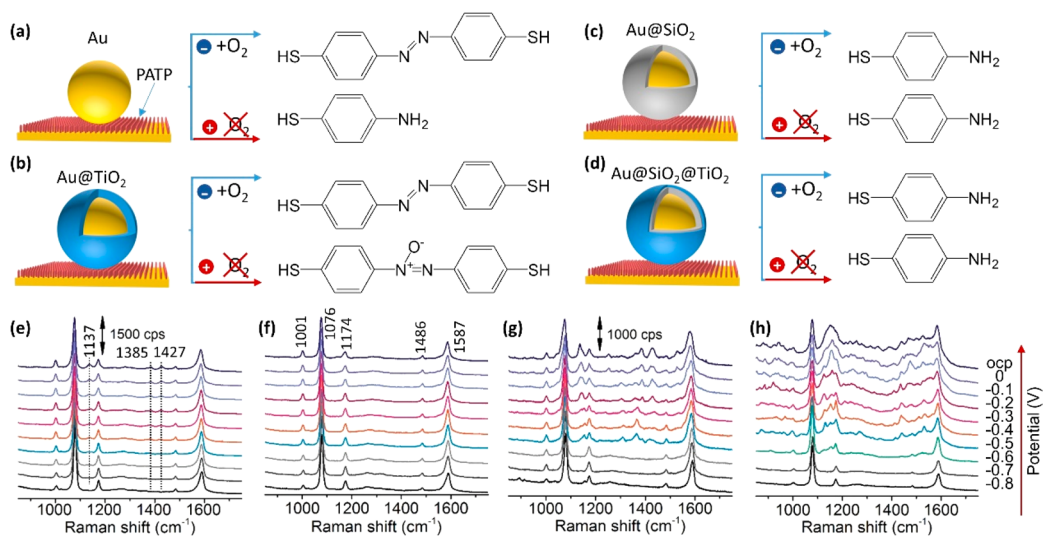 (a)
Au
PATP
− +O₂
+ O₂
HS
N
N
SH
HS
NH₂
(b)
Au@TiO₂
− +O₂
+ O₂
HS
N
N
SH
O⁻
HS
N⁺
N
SH
(c)
Au@SiO₂
− +O₂
+ O₂
HS
NH₂
HS
NH₂
(d)
Au@SiO₂@TiO₂
− +O₂
+ O₂
HS
NH₂
HS
NH₂
(e)
1137
1500 cps
1385
1427
1000 1200 1400 1600
Raman shift (cm⁻¹)
(f)
1001
1076
1174
1486
1587
1000 1200 1400 1600
Raman shift (cm⁻¹)
(g)
1000 cps
1000 1200 1400 1600
Raman shift (cm⁻¹)
(h)
1000 1200 1400 1600
Raman shift (cm⁻¹)
ocp
0
-0.1
-0.2
-0.3
-0.4
-0.5
-0.6
-0.7
-0.8
Potential (V)